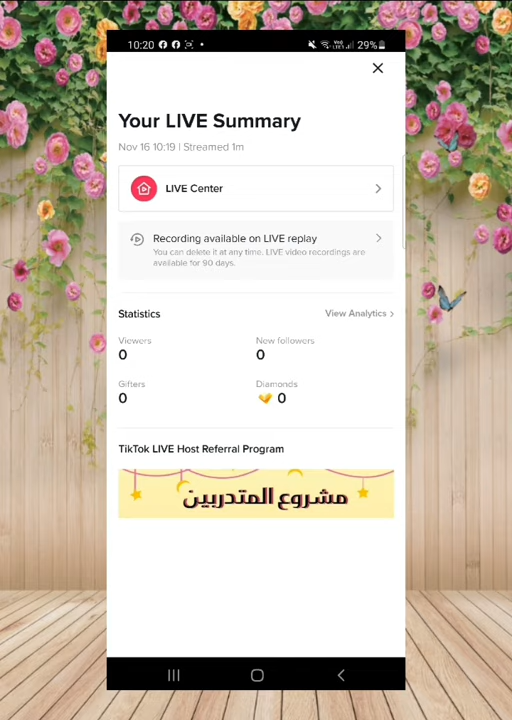 10:20
29%
Your LIVE Summary
Nov 16 10:19 | Streamed 1m
LIVE Center
Recording available on LIVE replay
You can delete it at any time. LIVE video recordings are
available for 90 days.
Statistics View Analytics
Viewers New followers
0 0
Gifters Diamonds
0 0
TikTok LIVE Host Referral Program
مشروع المتدربين